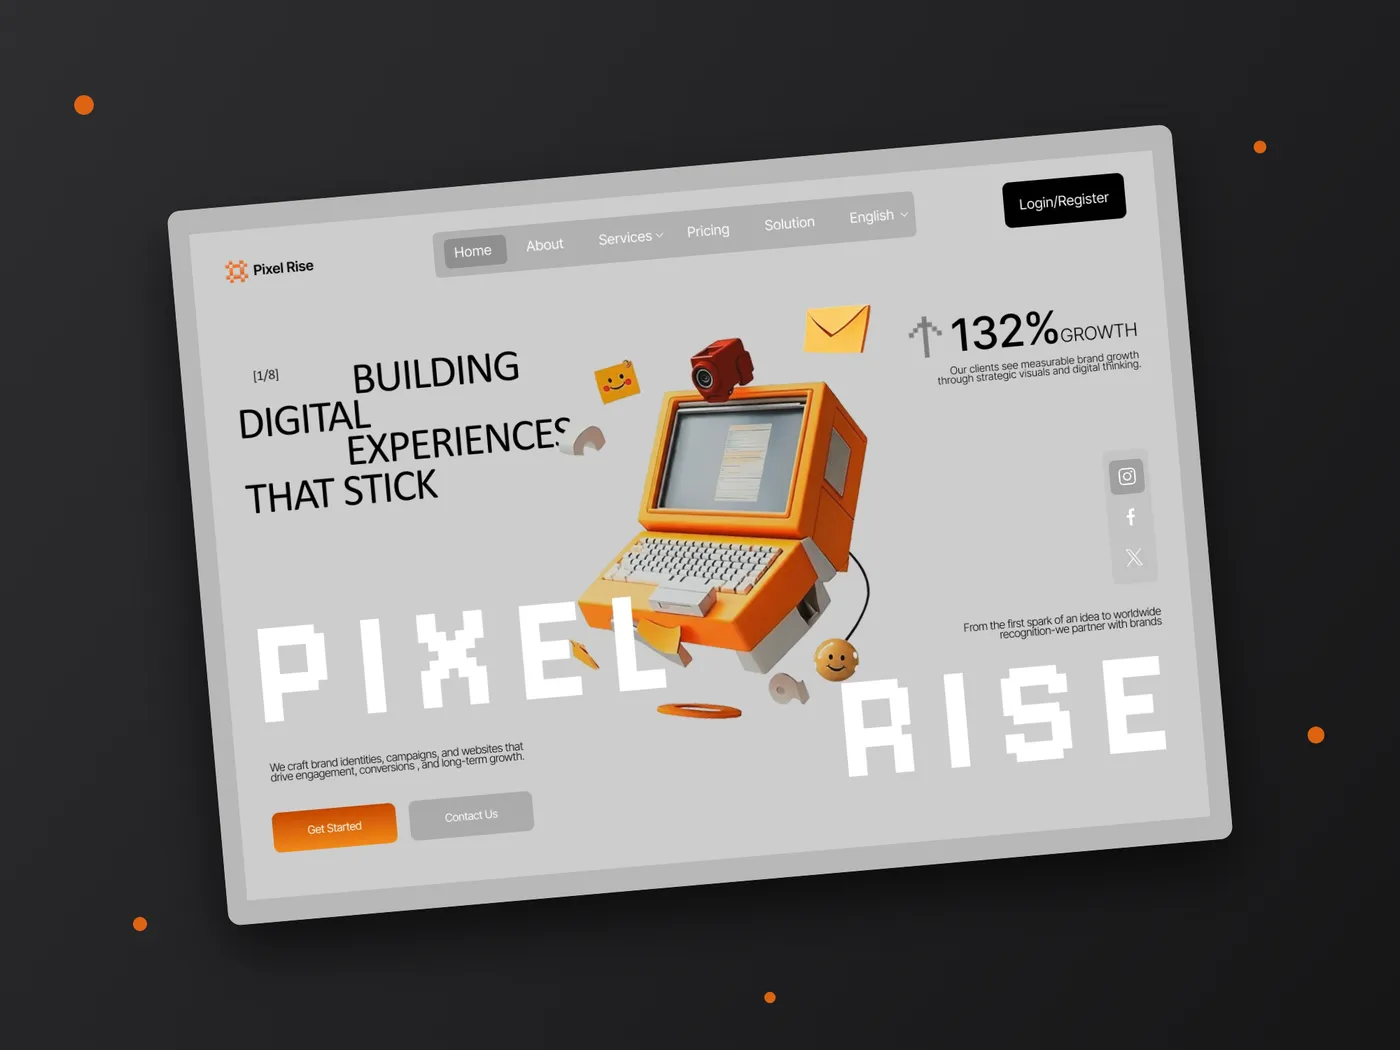 Pixel Rise
Home
About
Services
Pricing
Solution
English
Login/Register
[1/8]
BUILDING
DIGITAL
EXPERIENCES
THAT STICK
132% GROWTH
Our clients see measurable brand growth
through strategic visuals and digital thinking.
From the first spark of an idea to worldwide
recognition-we partner with brands
PIXEL
RISE
We craft brand identities, campaigns, and websites that
drive engagement, conversions , and long-term growth.
Get Started
Contact Us